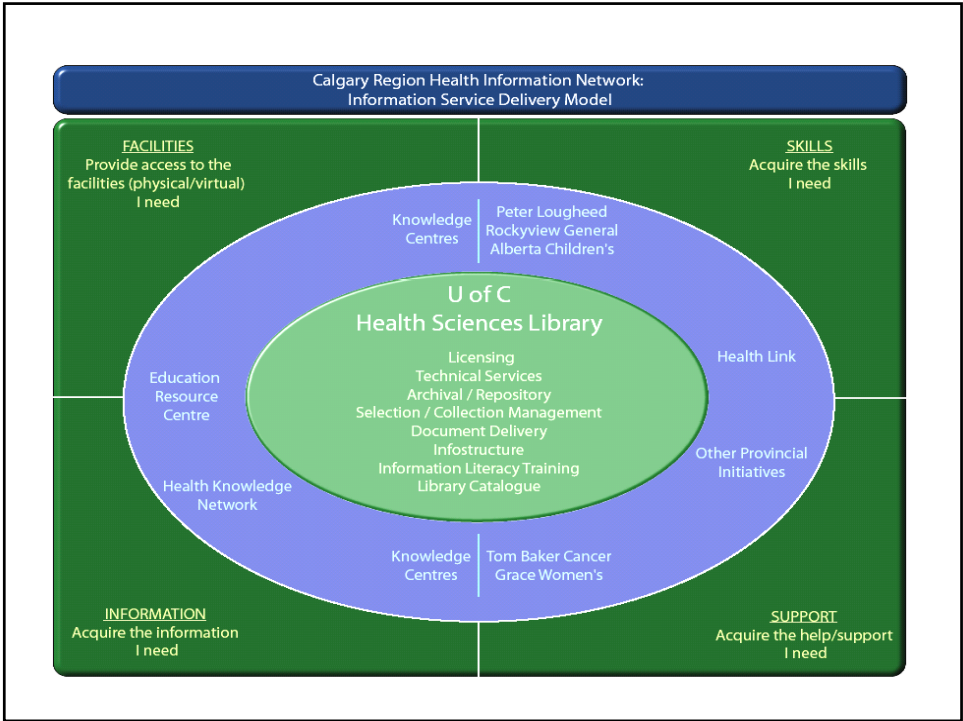 Calgary Region Health Information Network:
Information Service Delivery Model
FACILITIES
Provide access to the
facilities (physical/virtual)
I need
SKILLS
Acquire the skills
I need
Knowledge
Centres
Peter Lougheed
Rockyview General
Alberta Children's
U of C
Health Sciences Library
Licensing
Technical Services
Archival / Repository
Selection / Collection Management
Document Delivery
Infostructure
Information Literacy Training
Library Catalogue
Education
Resource
Centre
Health Knowledge
Network
Health Link
Other Provincial
Initiatives
Knowledge
Centres
Tom Baker Cancer
Grace Women's
INFORMATION
Acquire the information
I need
SUPPORT
Acquire the help/support
I need